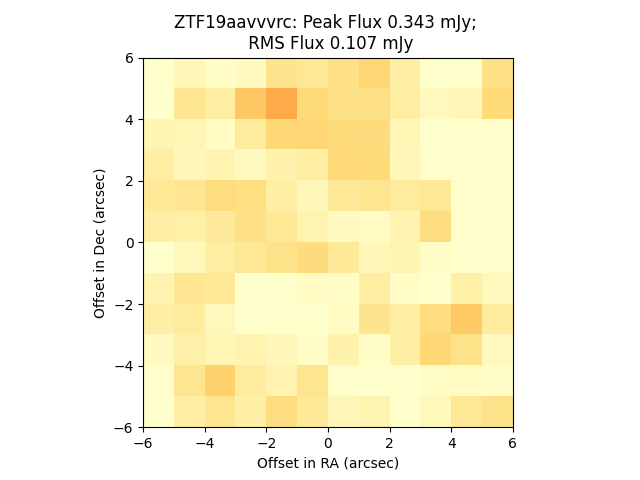 ZTF19aavvvrc: Peak Flux 0.343 mJy;
RMS Flux 0.107 mJy
6
4
2
0
−2
−4
−6
Offset in Dec (arcsec)
−6 −4 −2 0 2 4 6
Offset in RA (arcsec)